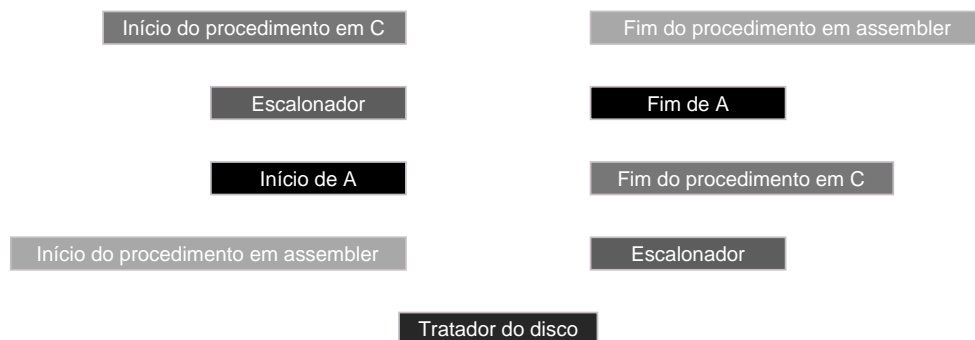 Início do procedimento em C
Fim do procedimento em assembler
Escalonador
Fim de A
Início de A
Fim do procedimento em C
Início do procedimento em assembler
Escalonador
Tratador do disco